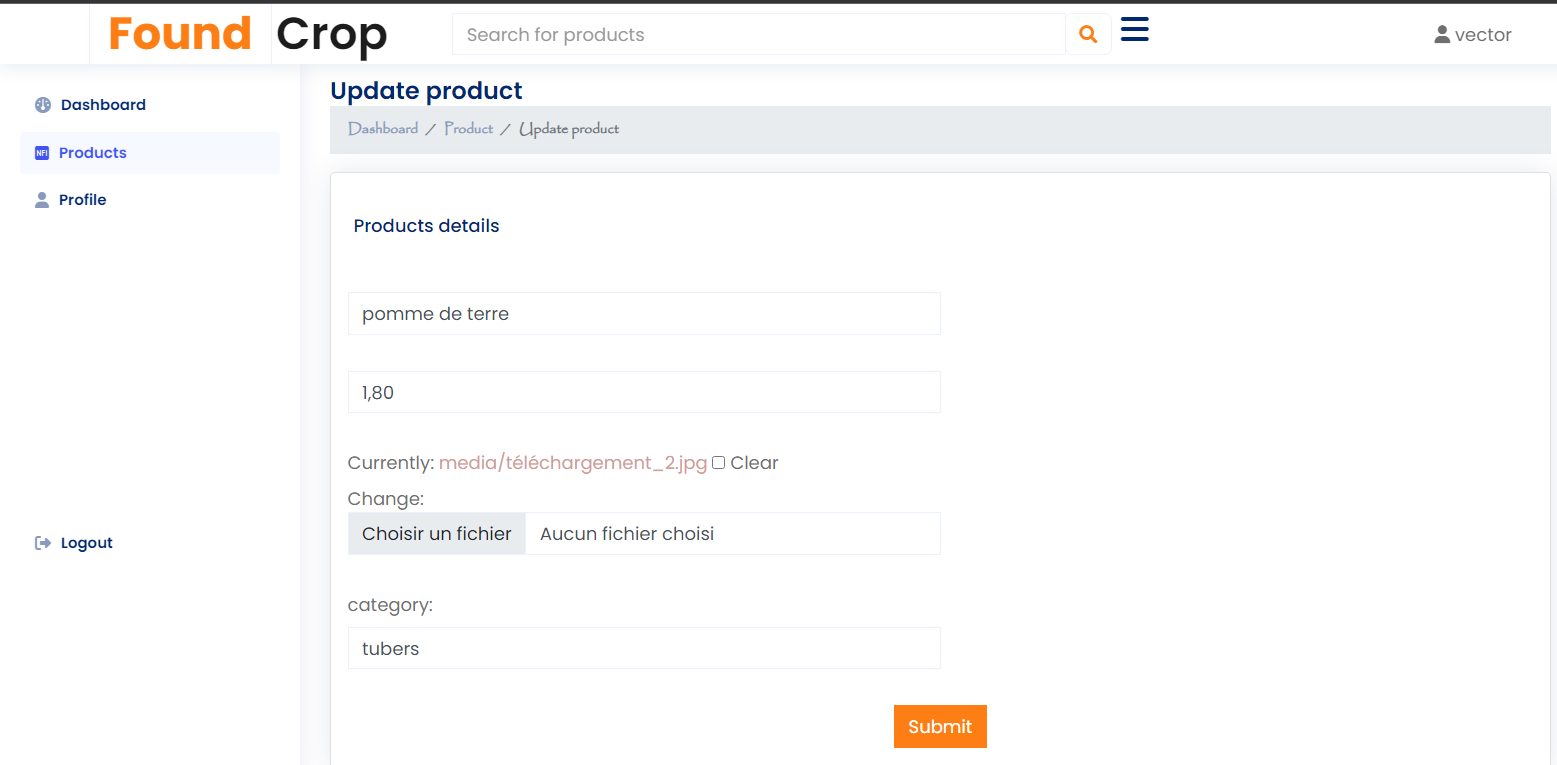 Found Crop
Search for products
vector
Dashboard
Products
Profile
Logout
Update product
Dashboard / Product / Update product
Products details
pomme de terre
1,80
Currently: media/téléchargement_2.jpg Clear
Change:
Choisir un fichier Aucun fichier choisi
category:
tubers
Submit